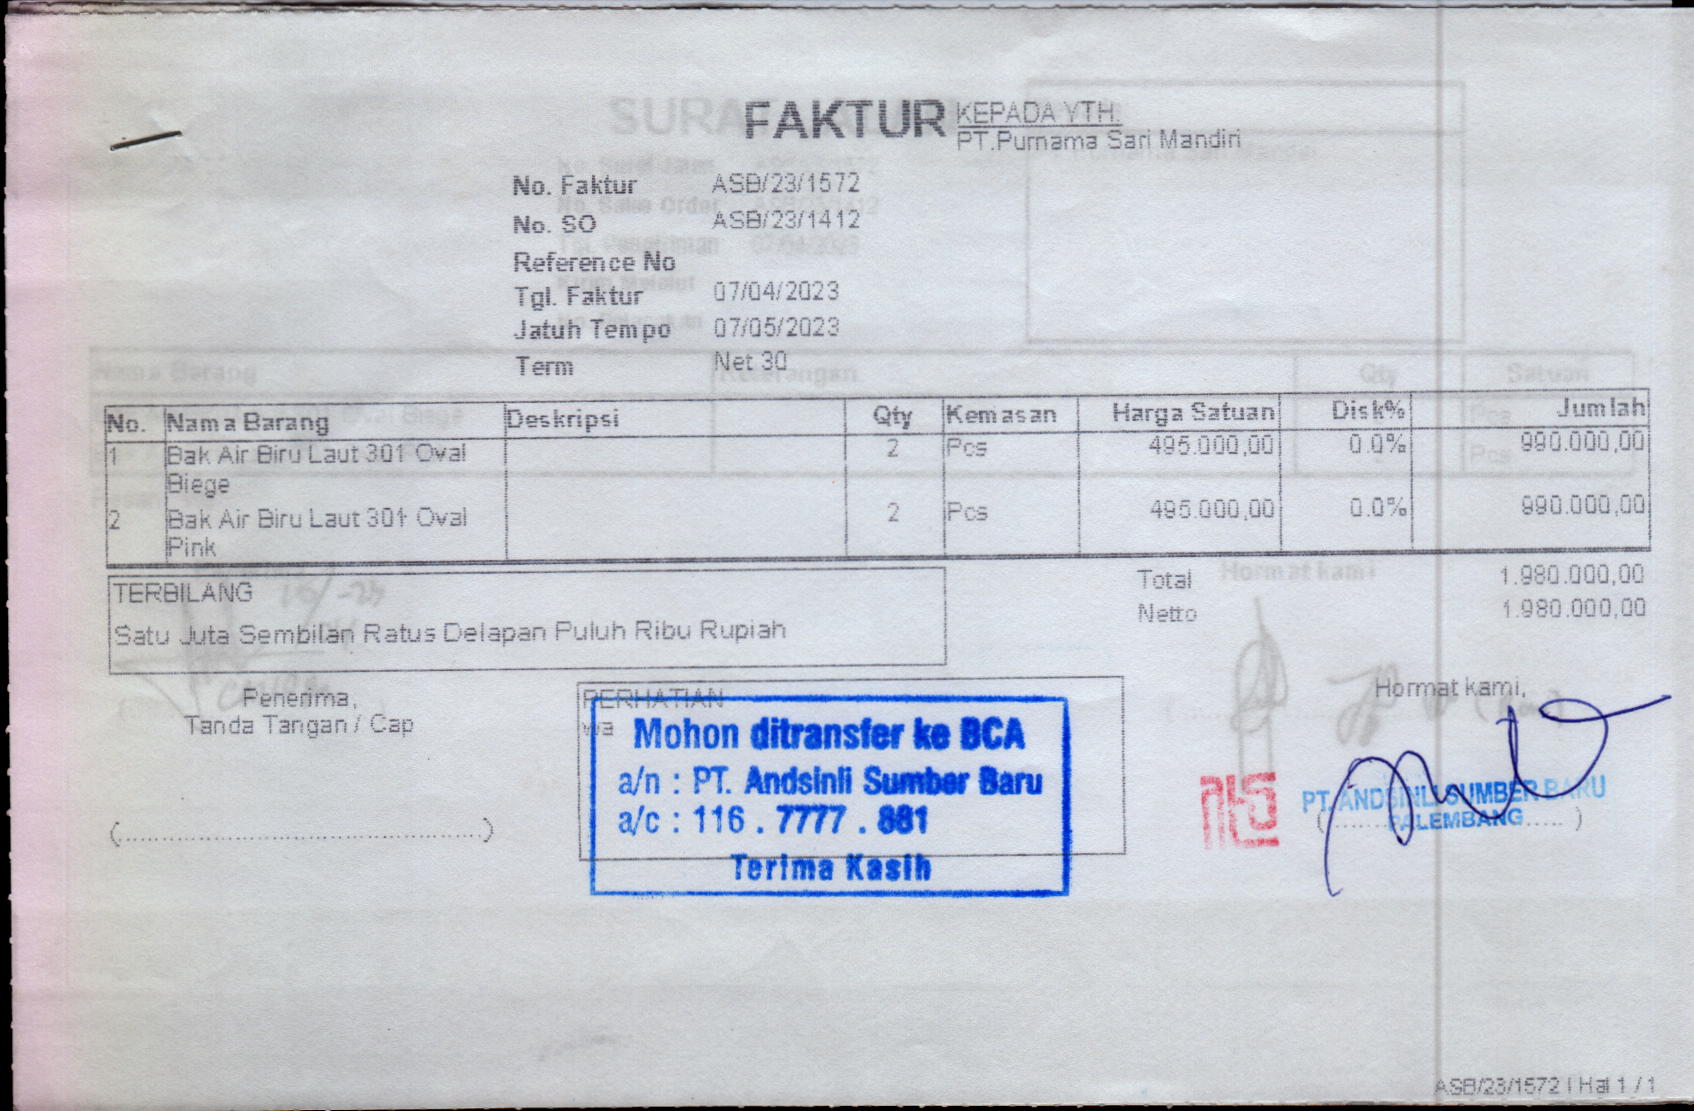 FAKTUR
KEPADA YTH.
PT.Purnama Sari Mandiri
No. Faktur ASB/23/1572
No. SO ASB/23/1412
Reference No
Tgl. Faktur 07/04/2023
Jatuh Tempo 07/05/2023
Term Net 30
No. Nama Barang Deskripsi Qty Kemasan Harga Satuan Disk% Jumlah
1 Bak Air Biru Laut 301 Oval 2 Pcs 495.000,00 0.0% 990.000,00
Biege
2 Bak Air Biru Laut 301 Oval 2 Pcs 495.000,00 0.0% 990.000,00
Pink
TERBILANG
Satu Juta Sembilan Ratus Delapan Puluh Ribu Rupiah
Total 1.980.000,00
Netto 1.980.000,00
Penerima,
Tanda Tangan / Cap
(................................................)
PERHATIAN
wa
Mohon ditransfer ke BCA
a/n : PT. Andsinli Sumber Baru
a/c : 116 . 7777 . 881
Terima Kasih
Hormat kami,
PT. ANDSINLI SUMBER BARU
PALEMBANG
ASB/23/1572 | Hal 1 / 1